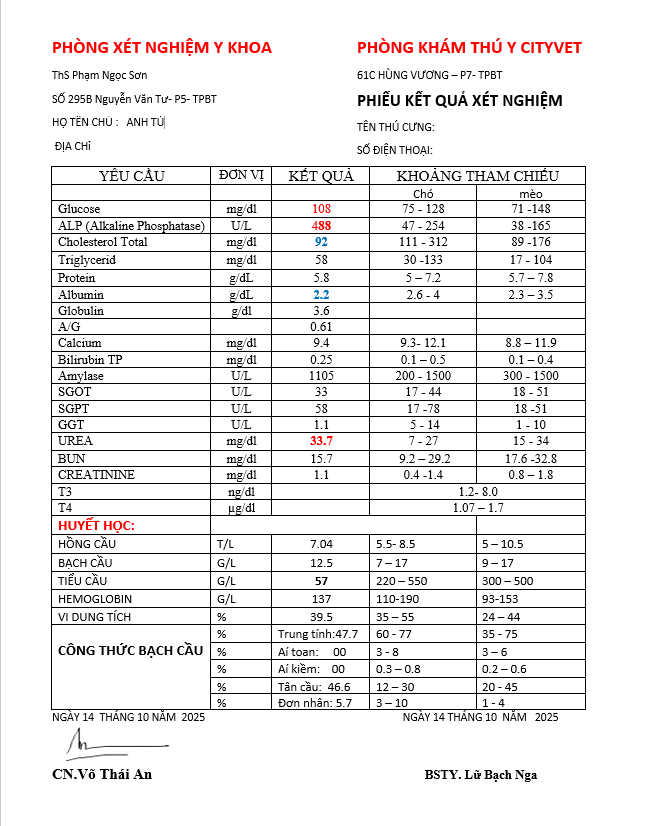 PHÒNG XÉT NGHIỆM Y KHOA PHÒNG KHÁM THÚ Y CITYVET
ThS Phạm Ngọc Sơn 61C HÙNG VƯƠNG – P7- TPBT
SỐ 295B Nguyễn Văn Tư- P5- TPBT PHIẾU KẾT QUẢ XÉT NGHIỆM
HỌ TÊN CHỦ : ANH TÚ TÊN THÚ CƯNG:
ĐỊA CHỈ SỐ ĐIỆN THOẠI:
YÊU CẦU ĐƠN VỊ KẾT QUẢ KHOẢNG THAM CHIẾU
Chó mèo
Glucose mg/dl 108 75 - 128 71 -148
ALP (Alkaline Phosphatase) U/L 488 47 - 254 38 -165
Cholesterol Total mg/dl 92 111 - 312 89 -176
Triglycerid mg/dl 58 30 -133 17 - 104
Protein g/dL 5.8 5 – 7.2 5.7 – 7.8
Albumin g/dL 2.2 2.6 - 4 2.3 – 3.5
Globulin g/dl 3.6
A/G 0.61
Calcium mg/dl 9.4 9.3- 12.1 8.8 – 11.9
Bilirubin TP mg/dl 0.25 0.1 – 0.5 0.1 – 0.4
Amylase U/L 1105 200 - 1500 300 - 1500
SGOT U/L 33 17 - 44 18 - 51
SGPT U/L 58 17 -78 18 -51
GGT U/L 1.1 5 - 14 1 - 10
UREA mg/dl 33.7 7 - 27 15 - 34
BUN mg/dl 15.7 9.2 – 29.2 17.6 -32.8
CREATININE mg/dl 1.1 0.4 -1.4 0.8 – 1.8
T3 ng/dl 1.2- 8.0
T4 µg/dl 1.07 – 1.7
HUYẾT HỌC:
HỒNG CẦU T/L 7.04 5.5- 8.5 5 – 10.5
BẠCH CẦU G/L 12.5 7 – 17 9 – 17
TIỂU CẦU G/L 57 220 – 550 300 – 500
HEMOGLOBIN G/L 137 110-190 93-153
VI DUNG TÍCH % 39.5 35 – 55 24 – 44
CÔNG THỨC BẠCH CẦU % Trung tính:47.7 60 - 77 35 - 75
% Aí toan: 00 3 - 8 3 – 6
% Aí kiềm: 00 0.3 – 0.8 0.2 – 0.6
% Tân cầu: 46.6 12 – 30 20 - 45
% Đơn nhân: 5.7 3 – 10 1 - 4
NGÀY 14 THÁNG 10 NĂM 2025 NGÀY 14 THÁNG 10 NĂM 2025
CN.Võ Thái An BSTY. Lữ Bạch Nga